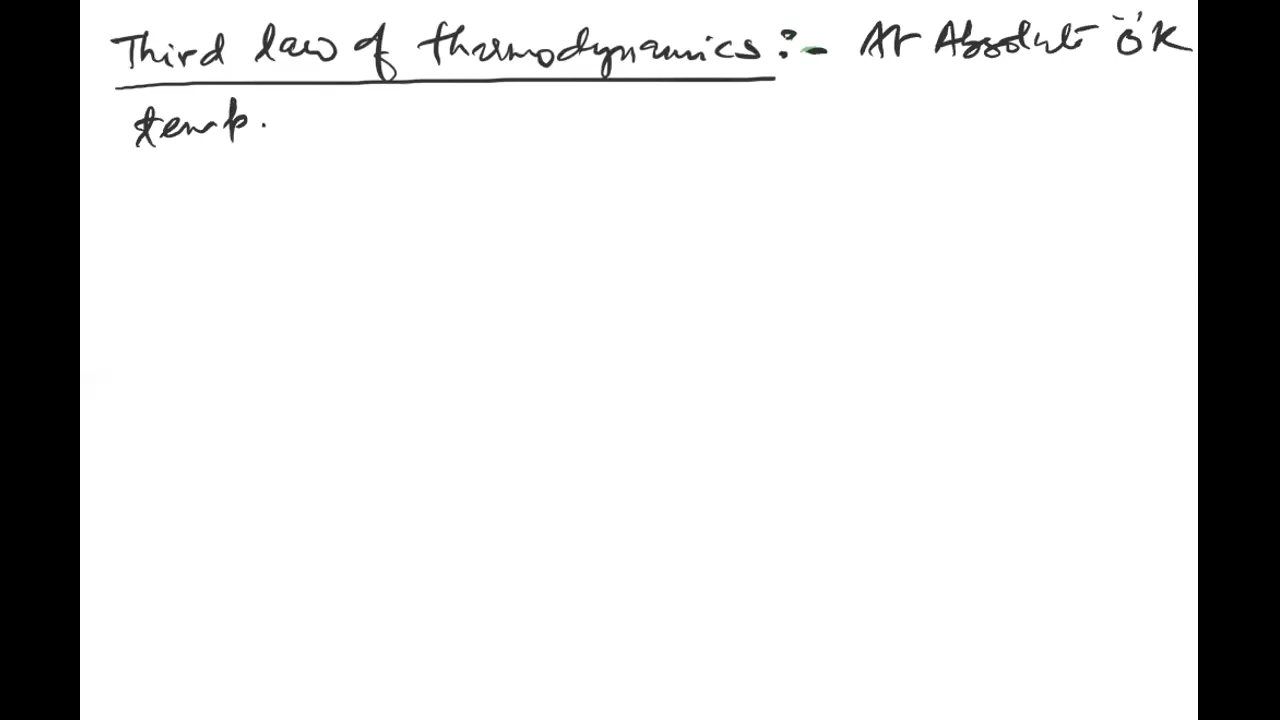 Third law of thermodynamics :- At Absolute "0"K
temp.